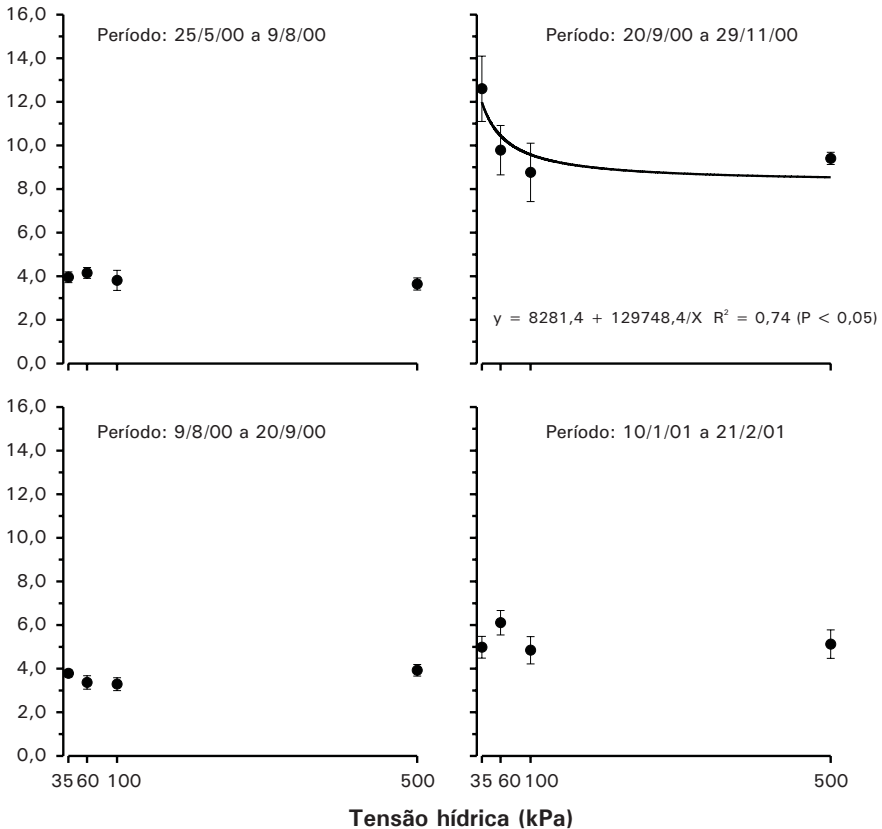 16,0
14,0
12,0
10,0
8,0
6,0
4,0
2,0
0,0
Período: 25/5/00 a 9/8/00
Período: 20/9/00 a 29/11/00
y = 8281,4 + 129748,4/X R² = 0,74 (P < 0,05)
16,0
14,0
12,0
10,0
8,0
6,0
4,0
2,0
0,0
Período: 9/8/00 a 20/9/00
Período: 10/1/01 a 21/2/01
35 60 100 500
35 60 100 500
Tensão hídrica (kPa)